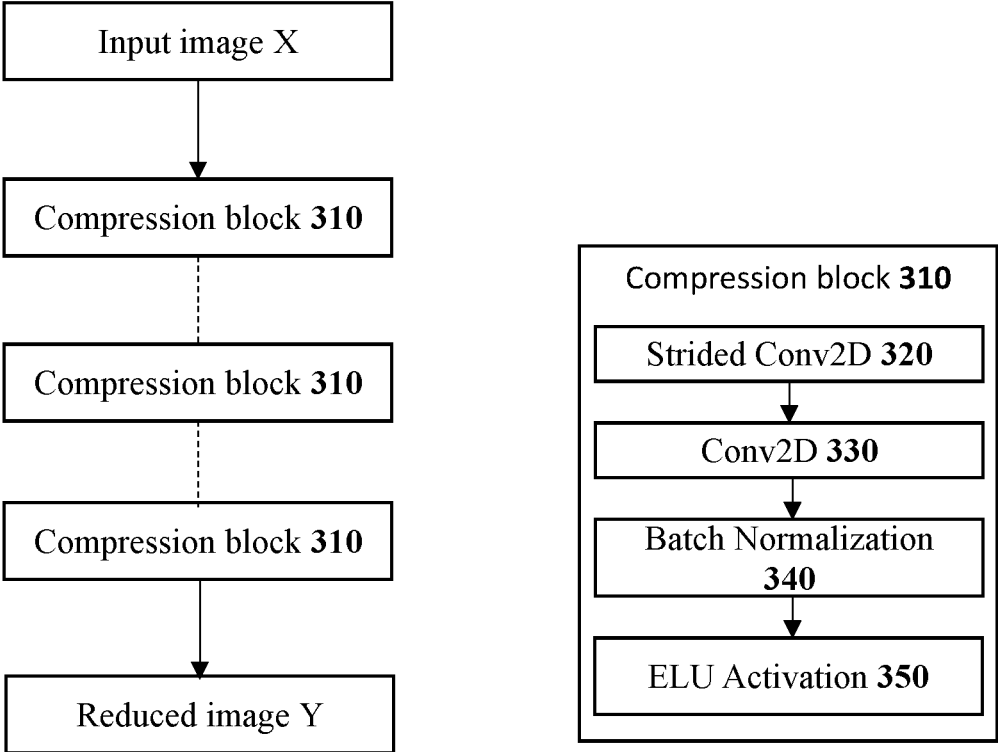 Input image X
Compression block 310
Compression block 310
Compression block 310
Reduced image Y
Compression block 310
Strided Conv2D 320
Conv2D 330
Batch Normalization
340
ELU Activation 350